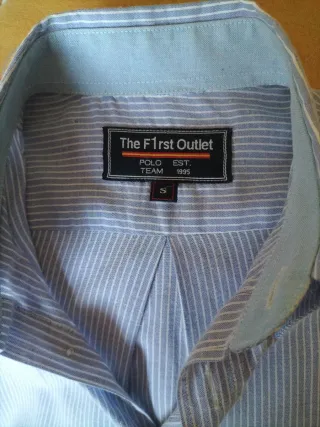 The F1rst Outlet
POLO EST.
TEAM 1995
S